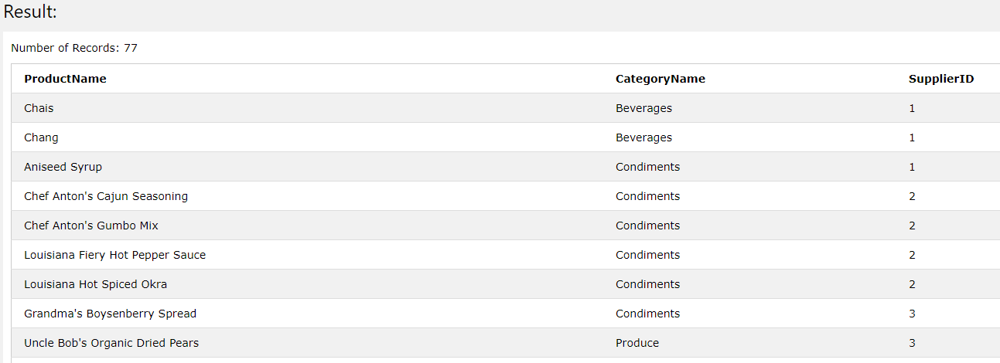 Result:
Number of Records: 77
ProductName CategoryName SupplierID
Chais Beverages 1
Chang Beverages 1
Aniseed Syrup Condiments 1
Chef Anton's Cajun Seasoning Condiments 2
Chef Anton's Gumbo Mix Condiments 2
Louisiana Fiery Hot Pepper Sauce Condiments 2
Louisiana Hot Spiced Okra Condiments 2
Grandma's Boysenberry Spread Condiments 3
Uncle Bob's Organic Dried Pears Produce 3